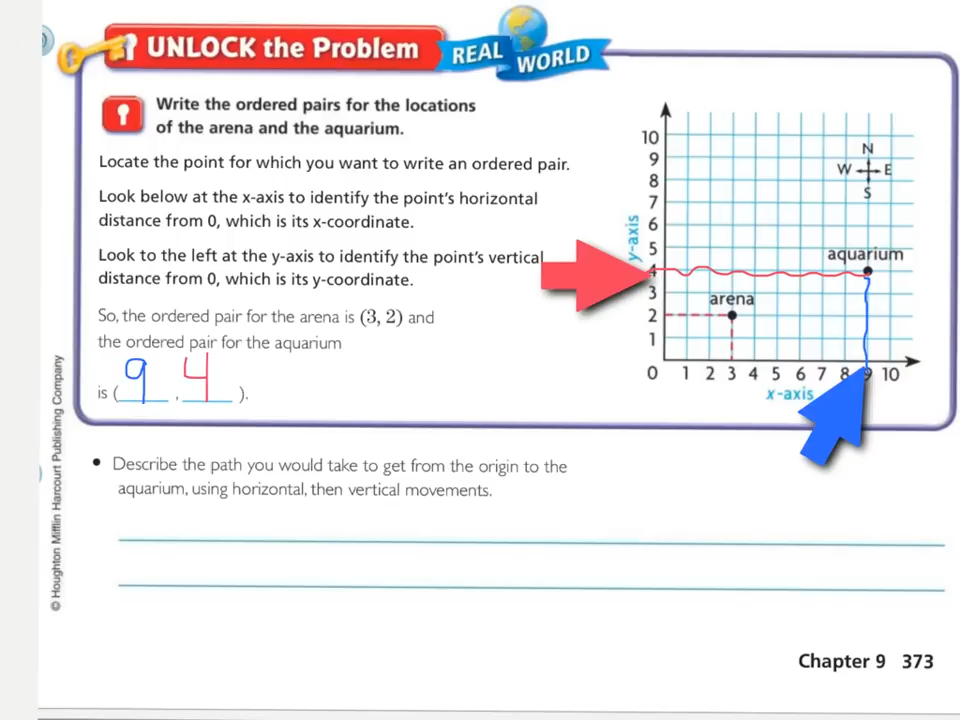 UNLOCK the Problem
REAL WORLD
Write the ordered pairs for the locations
of the arena and the aquarium.
Locate the point for which you want to write an ordered pair.
Look below at the x-axis to identify the point's horizontal
distance from 0, which is its x-coordinate.
Look to the left at the y-axis to identify the point's vertical
distance from 0, which is its y-coordinate.
So, the ordered pair for the arena is (3, 2) and
the ordered pair for the aquarium
is ( 9 , 4 ).
10
9
8
7
6
5
4
3
2
1
y-axis
N
W E
S
aquarium
arena
0 1 2 3 4 5 6 7 8 9 10
x-axis
• Describe the path you would take to get from the origin to the
aquarium, using horizontal, then vertical movements.
© Houghton Mifflin Harcourt Publishing Company
Chapter 9 373